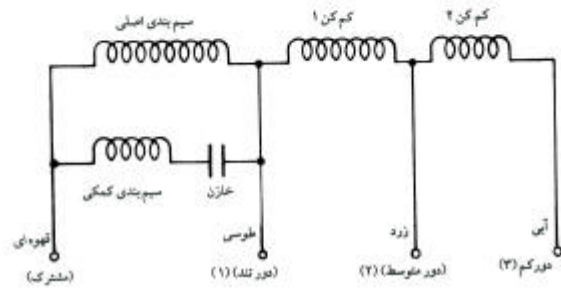 سیم بندی اصلی
کم کن ۱
کم کن ۲
سیم بندی کمکی
خازن
قهوه ای
طوسی
زرد
آبی
(مشترک)
(دور تند) (۱)
(دور متوسط) (۲)
دور کم (۳)